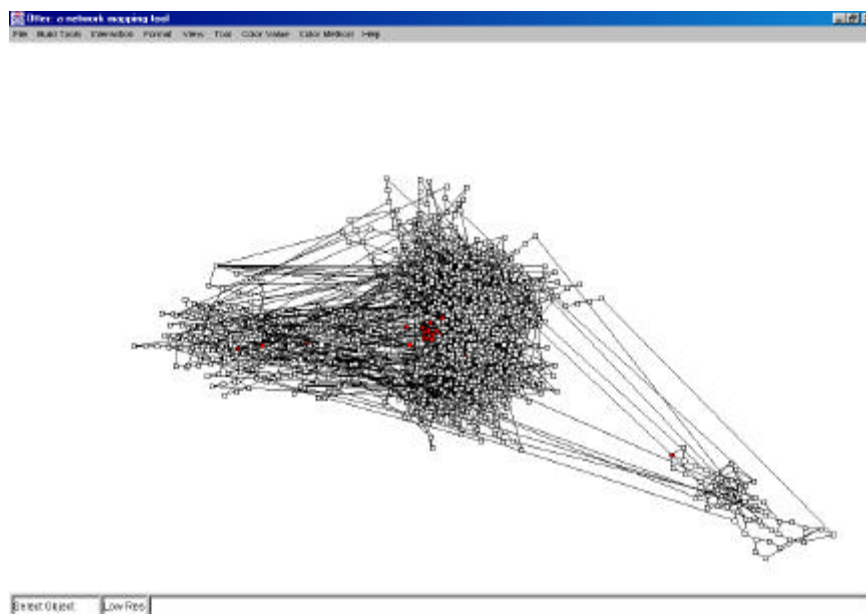 Otter: a network mapping tool
File Build Tools Interaction Format View Tool Color Value Color Method Help
Select Object Low Res